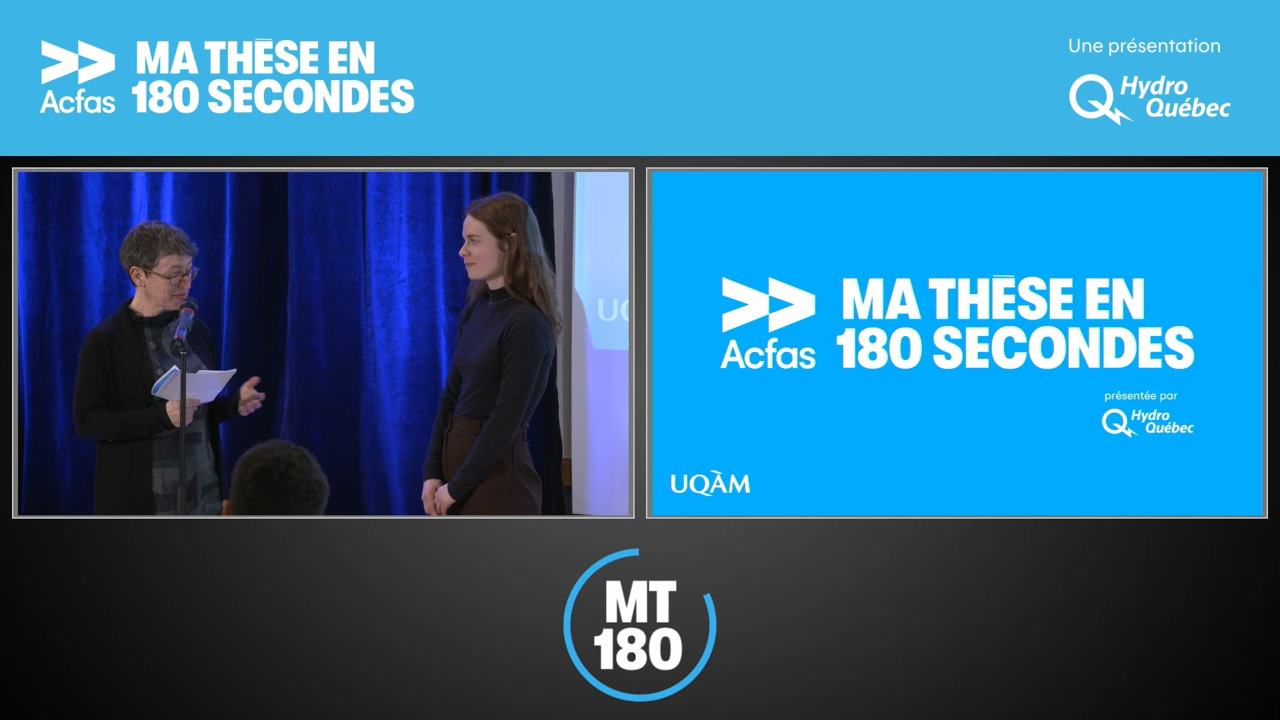 Acfas
MA THÈSE EN
180 SECONDES
Une présentation
Hydro
Québec
UQ
Acfas
MA THÈSE EN
180 SECONDES
présentée par
Hydro
Québec
UQÀM
MT
180